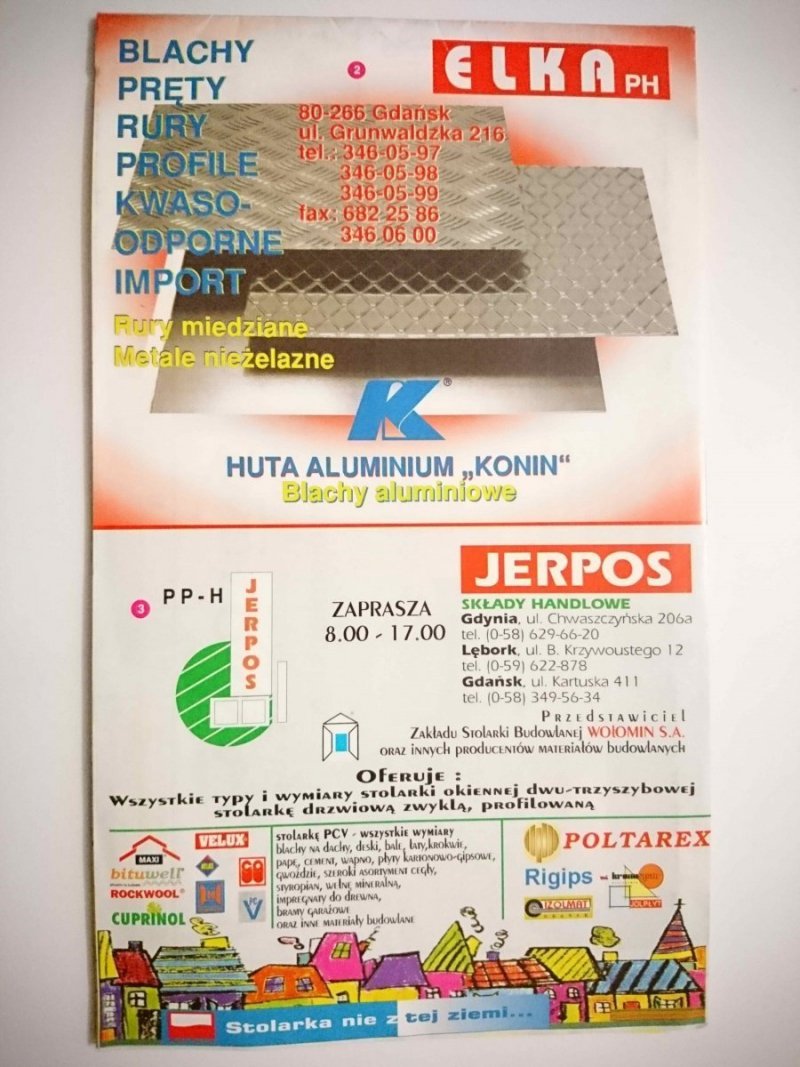 BLACHY
PRĘTY
RURY
PROFILE
KWASO-
ODPORNE
IMPORT
Rury miedziane
Metale nieżelazne
2
ELKA PH
80-266 Gdańsk
ul. Grunwaldzka 216
tel.: 346-05-97
346-05-98
346-05-99
fax: 682 25 86
346 06 00
K®
HUTA ALUMINIUM „KONIN"
Blachy aluminiowe
3
PP-H
JERPOS
ZAPRASZA
8.00 - 17.00
JERPOS
SKŁADY HANDLOWE
Gdynia, ul. Chwaszczyńska 206a
tel. (0-58) 629-66-20
Lębork, ul. B. Krzywoustego 12
tel. (0-59) 622-878
Gdańsk, ul. Kartuska 411
tel. (0-58) 349-56-34
Przedstawiciel
Zakładu Stolarki Budowlanej WOŁOMIN S.A.
oraz innych producentów materiałów budowlanych
Oferuje :
Wszystkie typy i wymiary stolarki okiennej dwu-trzyszybowej
stolarkę drzwiową zwykłą, profilowaną
MAXI
bituwell
ROCKWOOL
CUPRINOL
VELUX
ATLAS
stolarkę PCV - wszystkie wymiary
blachy na dachy, deski, bale, łaty, krokwie,
papę, cement, wapno, płyty kartonowo-gipsowe,
gwoździe, szeroki asortyment cegły,
styropian, wełnę mineralną,
impregnaty do drewna,
bramy garażowe
oraz inne materiały budowlane
POLTAREX
Rigips
IZOLMAT
JOLPŁYT
Stolarka nie z tej ziemi...